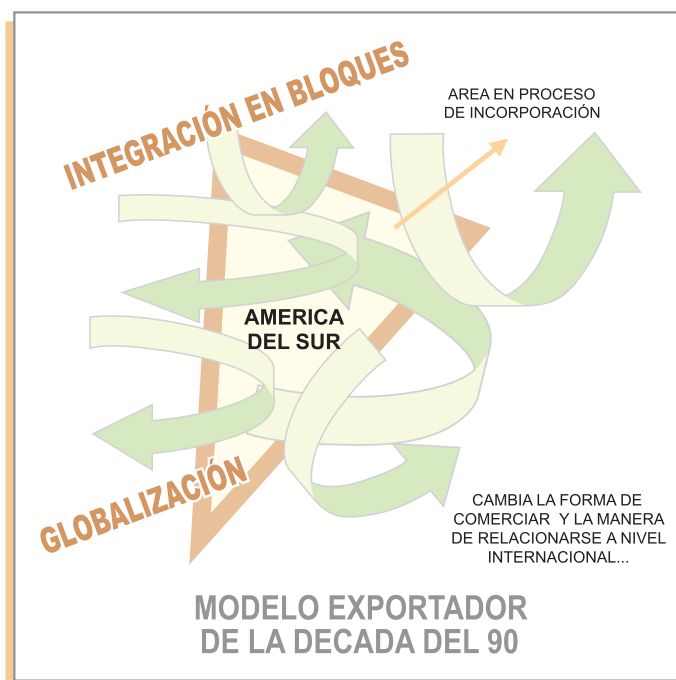 INTEGRACIÓN EN BLOQUES
AREA EN PROCESO
DE INCORPORACIÓN
AMERICA
DEL SUR
GLOBALIZACIÓN
CAMBIA LA FORMA DE
COMERCIAR Y LA MANERA
DE RELACIONARSE A NIVEL
INTERNACIONAL...
MODELO EXPORTADOR
DE LA DECADA DEL 90